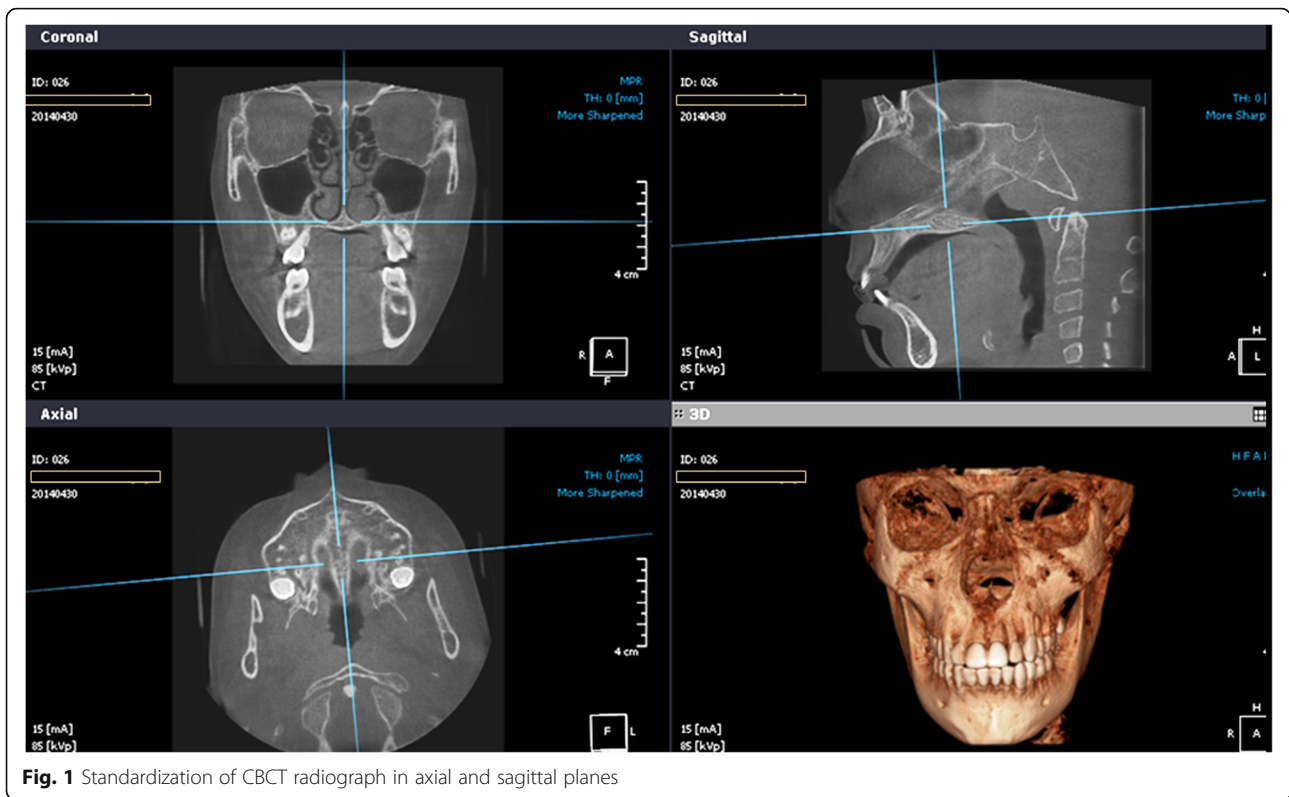 Coronal
ID: 026
20140430
MPR
TH: 0 [mm]
More Sharpened
4 cm
15 [mA]
85 [kVp]
CT
R
A
F
Sagittal
ID: 026
20140430
TH: 0 [
More Sharp
4
15 [mA]
85 [kVp]
CT
H
A
L
Axial
ID: 026
20140430
MPR
TH: 0 [mm]
More Sharpened
4 cm
15 [mA]
85 [kVp]
F
L
3D
ID: 026
20140430
H F A
Overla
4
15 [mA]
85 [kVp]
H
R
A
Fig. 1 Standardization of CBCT radiograph in axial and sagittal planes